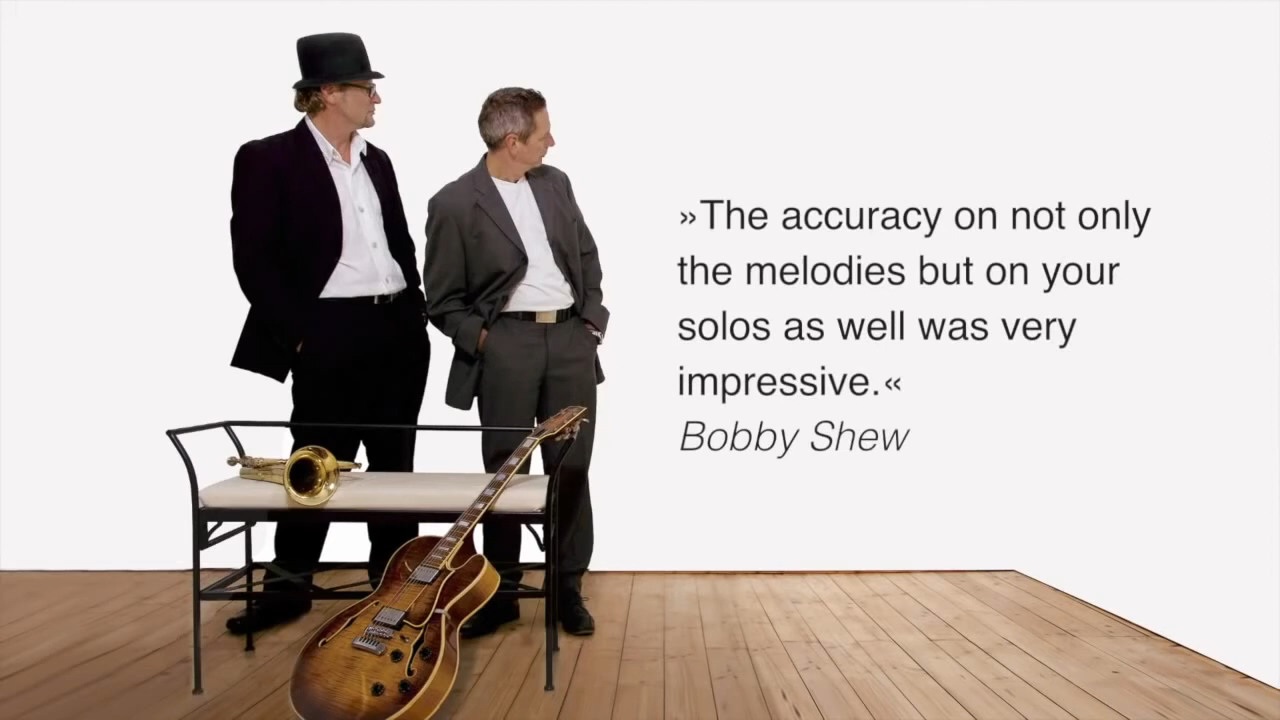 »The accuracy on not only
the melodies but on your
solos as well was very
impressive.«
Bobby Shew